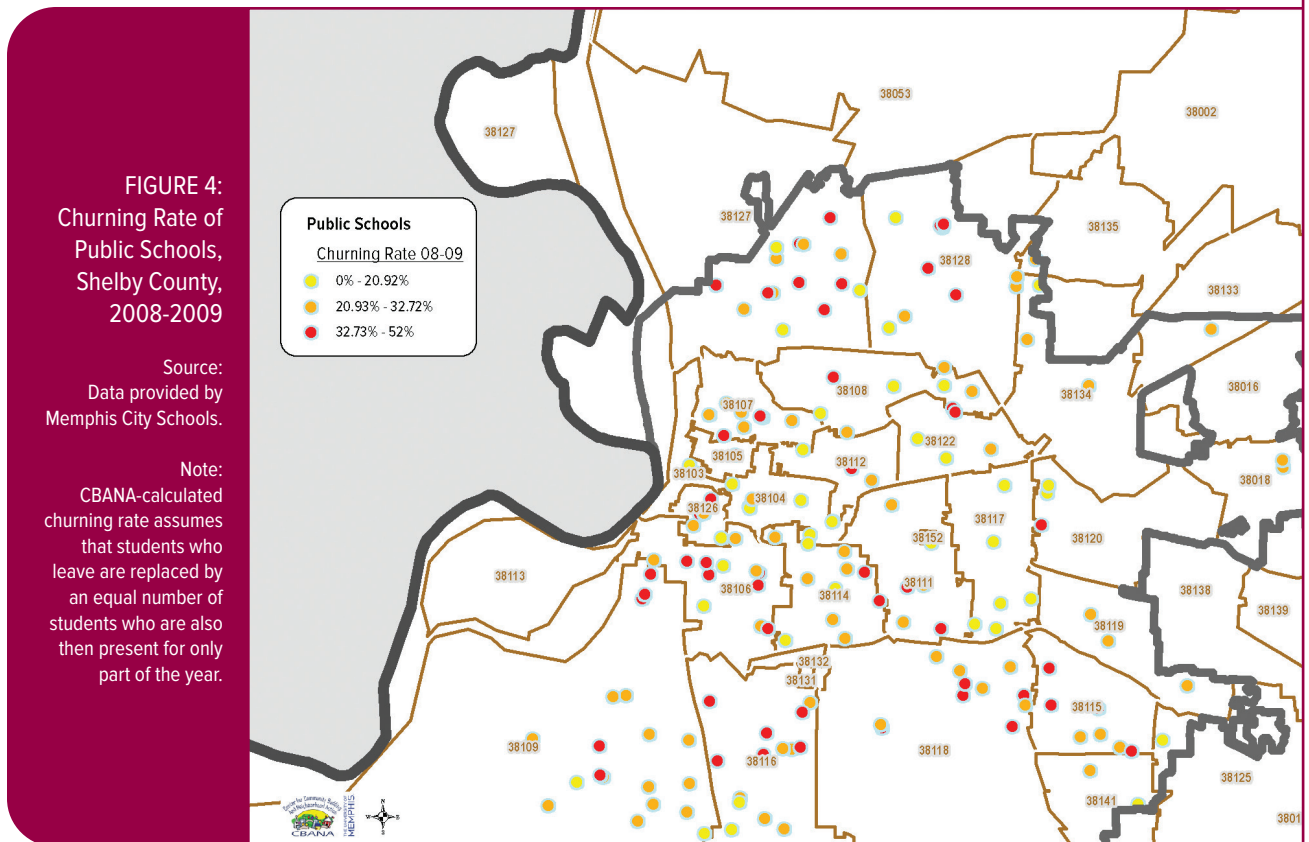 FIGURE 4:
Churning Rate of
Public Schools,
Shelby County,
2008-2009
Source:
Data provided by
Memphis City Schools.
Note:
CBANA-calculated
churning rate assumes
that students who
leave are replaced by
an equal number of
students who are also
then present for only
part of the year.
Public Schools
Churning Rate 08-09
0% - 20.92%
20.93% - 32.72%
32.73% - 52%
38053
38002
38127
38127
38135
38128
38133
38016
38108
38134
38107
38122
38105
38112
38103
38018
38104
38126
38117
38152
38120
38113
38106
38111
38114
38138
38139
38119
38132
38131
38115
38109
38116
38118
38125
38141
3801
CBANA
THE UNIVERSITY OF
MEMPHIS
N
W
E
S